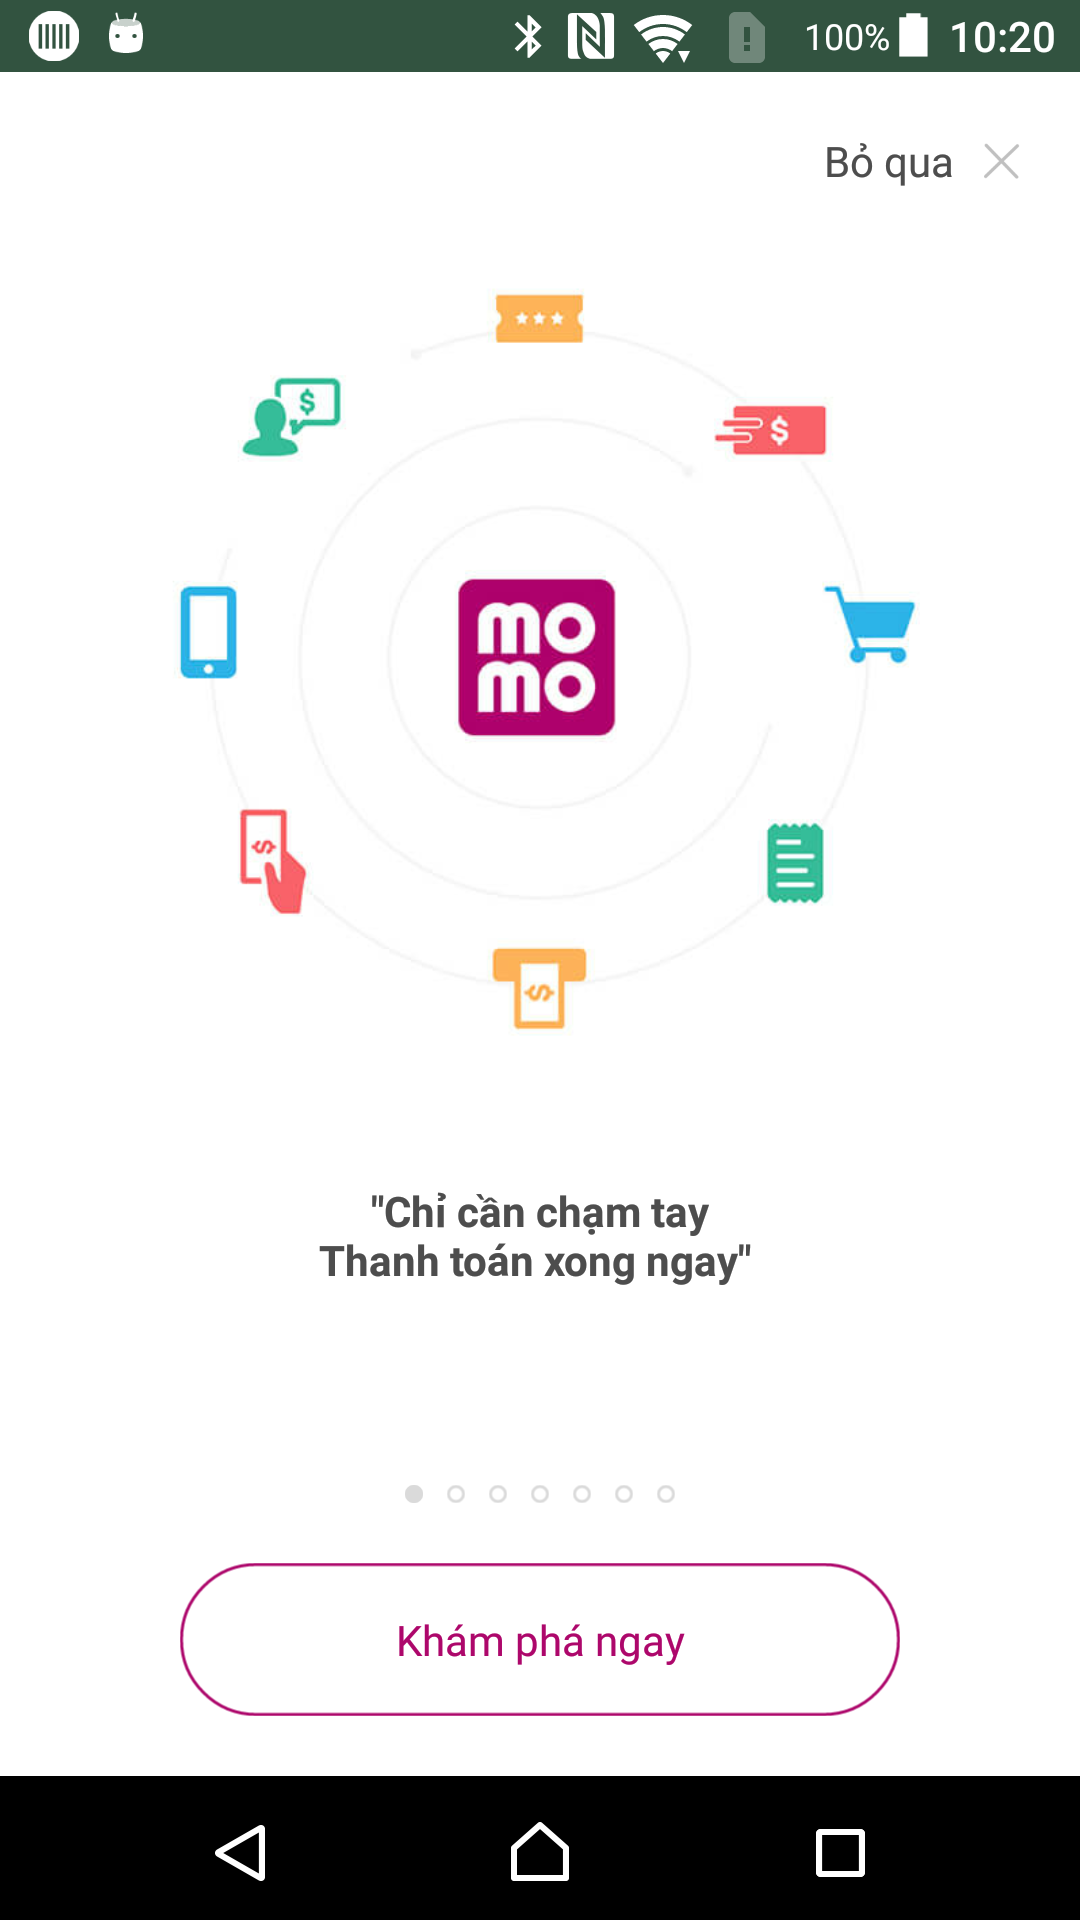 100% 10:20
Bỏ qua
$
$
mo
mo
$
$
"Chỉ cần chạm tay
Thanh toán xong ngay"
Khám phá ngay